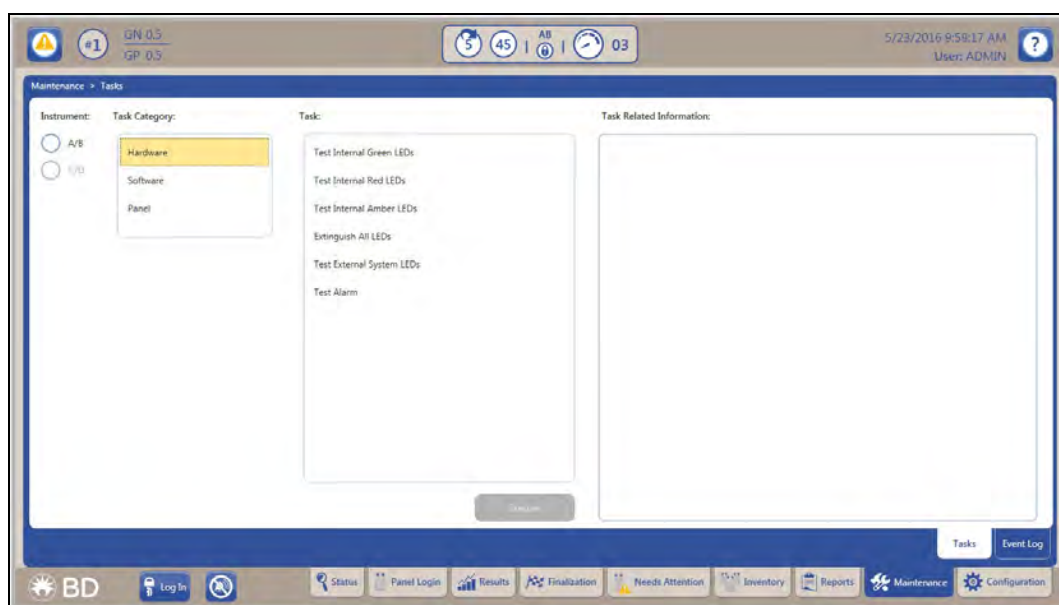 #1
GN 0.5
GP 0.5
5
45
AB
03
5/23/2016 9:59:17 AM
User: ADMIN
?
Maintenance > Tasks
Instrument:
Task Category:
Task:
Task Related Information:
A/B
Hardware
Software
Panel
Test Internal Green LEDs
Test Internal Red LEDs
Test Internal Amber LEDs
Extinguish All LEDs
Test External System LEDs
Test Alarm
Tasks
Event Log
BD
Log In
Status
Panel Login
Results
Finalization
Needs Attention
Inventory
Reports
Maintenance
Configuration